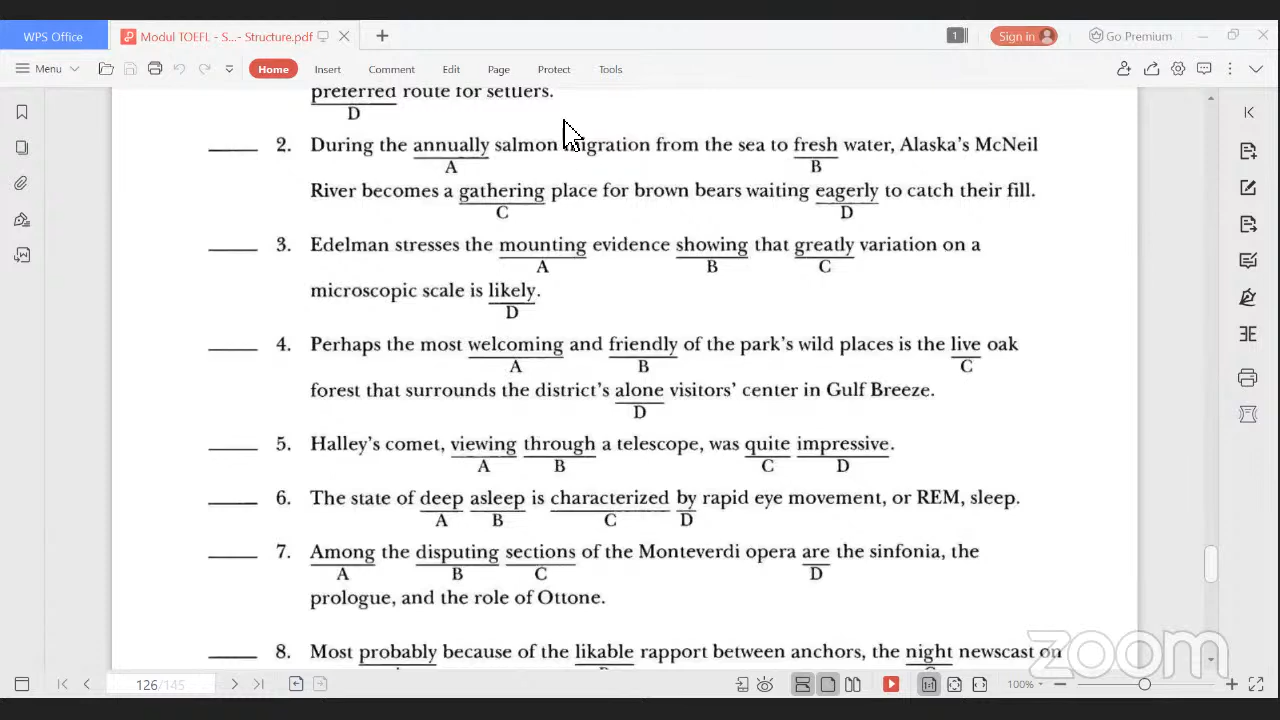 WPS Office
Modul TOEFL - S...- Structure.pdf
1
Sign in
Go Premium
Menu
Home
Insert
Comment
Edit
Page
Protect
Tools
preferred route for settlers.
D
2. During the annually salmon migration from the sea to fresh water, Alaska's McNeil
A B
River becomes a gathering place for brown bears waiting eagerly to catch their fill.
C D
3. Edelman stresses the mounting evidence showing that greatly variation on a
A B C
microscopic scale is likely.
D
4. Perhaps the most welcoming and friendly of the park's wild places is the live oak
A B C
forest that surrounds the district's alone visitors' center in Gulf Breeze.
D
5. Halley's comet, viewing through a telescope, was quite impressive.
A B C D
6. The state of deep asleep is characterized by rapid eye movement, or REM, sleep.
A B C D
7. Among the disputing sections of the Monteverdi opera are the sinfonia, the
A B C D
prologue, and the role of Ottone.
8. Most probably because of the likable rapport between anchors, the night newscast on
zoom
126/145
100%